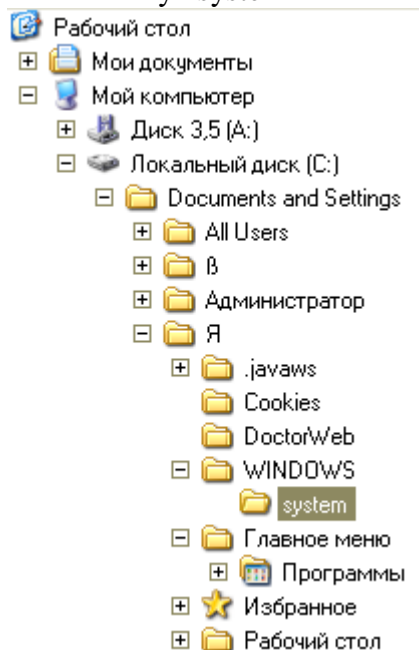 Рабочий стол
Мои документы
Мой компьютер
Диск 3,5 (A:)
Локальный диск (C:)
Documents and Settings
All Users
ß
Администратор
Я
.javaws
Cookies
DoctorWeb
WINDOWS
system
Главное меню
Программы
Избранное
Рабочий стол